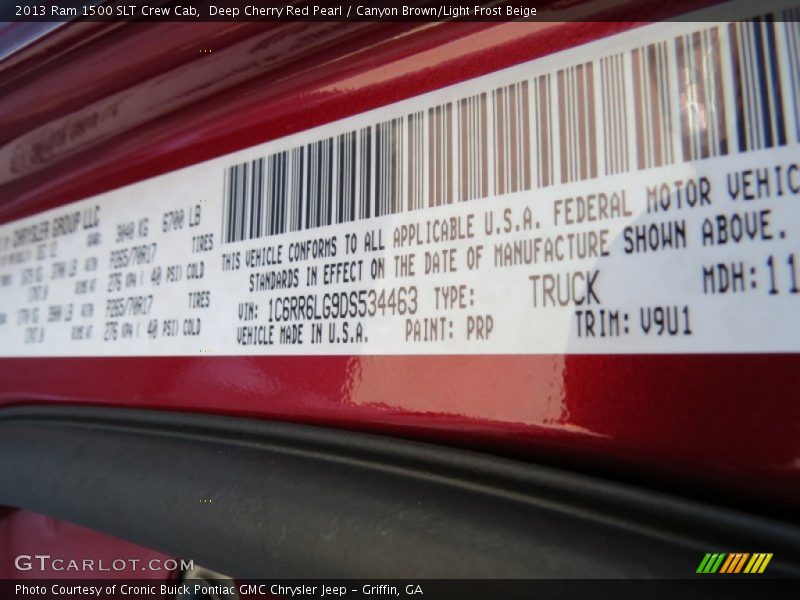 2013 Ram 1500 SLT Crew Cab, Deep Cherry Red Pearl / Canyon Brown/Light Frost Beige
CHRYSLER GROUP LLC
3040 KG 6700 LB
TIRES
P265/70R17
276 KPA ( 40 PSI) COLD
TIRES
P265/70R17
276 KPA ( 40 PSI) COLD
THIS VEHICLE CONFORMS TO ALL APPLICABLE U.S.A. FEDERAL MOTOR VEHIC
STANDARDS IN EFFECT ON THE DATE OF MANUFACTURE SHOWN ABOVE.
VIN: 1C6RR6LG9DS534463 TYPE: TRUCK MDH: 11
VEHICLE MADE IN U.S.A. PAINT: PRP TRIM: V9U1
GTCARLOT.COM
Photo Courtesy of Cronic Buick Pontiac GMC Chrysler Jeep – Griffin, GA